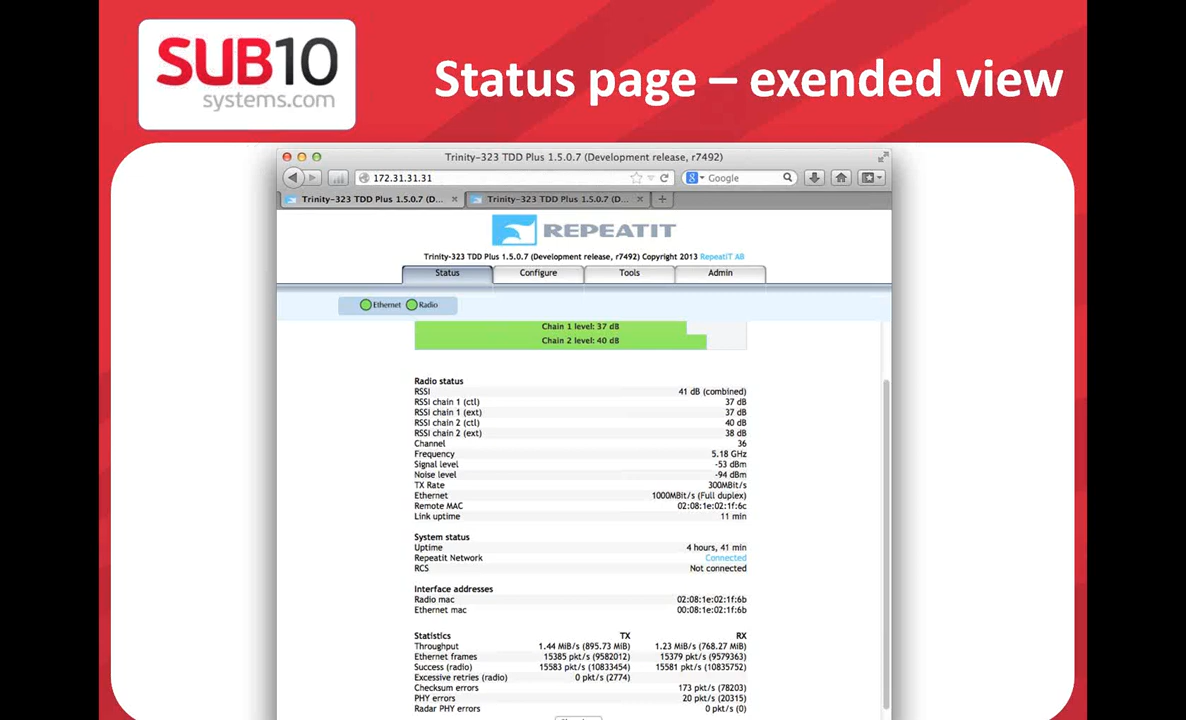 SUB10
systems.com
Status page – exended view
Trinity-323 TDD Plus 1.5.0.7 (Development release, r7492)
172.31.31.31
Google
Trinity-323 TDD Plus 1.5.0.7 (D...
Trinity-323 TDD Plus 1.5.0.7 (D...
REPEATIT
Trinity-323 TDD Plus 1.5.0.7 (Development release, r7492) Copyright 2013 RepeatIT AB
Status Configure Tools Admin
Ethernet Radio
Chain 1 level: 37 dB
Chain 2 level: 40 dB
Radio status
RSSI 41 dB (combined)
RSSI chain 1 (ctl) 37 dB
RSSI chain 1 (ext) 37 dB
RSSI chain 2 (ctl) 40 dB
RSSI chain 2 (ext) 38 dB
Channel 36
Frequency 5.18 GHz
Signal level -53 dBm
Noise level -94 dBm
TX Rate 300MBit/s
Ethernet 1000MBit/s (Full duplex)
Remote MAC 02:08:1e:02:1f:6c
Link uptime 11 min
System status
Uptime 4 hours, 41 min
Repeatit Network Connected
RCS Not connected
Interface addresses
Radio mac 02:08:1e:02:1f:6b
Ethernet mac 00:08:1e:02:1f:6b
Statistics TX RX
Throughput 1.44 MiB/s (895.73 MiB) 1.23 MiB/s (768.27 MiB)
Ethernet frames 15385 pkt/s (9582012) 15379 pkt/s (9579363)
Success (radio) 15583 pkt/s (10833454) 15581 pkt/s (10835752)
Excessive retries (radio) 0 pkt/s (2774)
Checksum errors 173 pkt/s (78203)
PHY errors 20 pkt/s (20315)
Radar PHY errors 0 pkt/s (0)